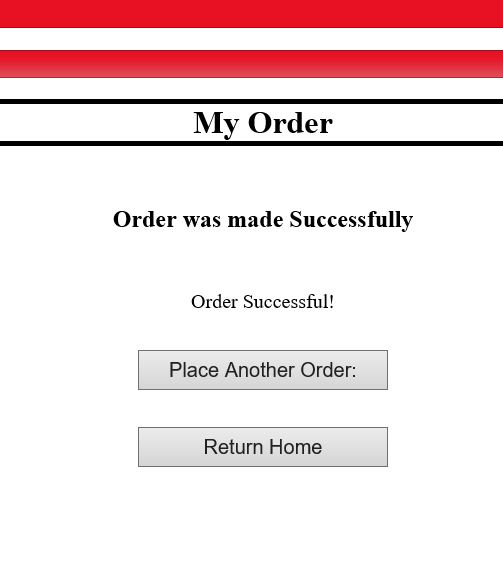 My Order
Order was made Successfully
Order Successful!
Place Another Order:
Return Home